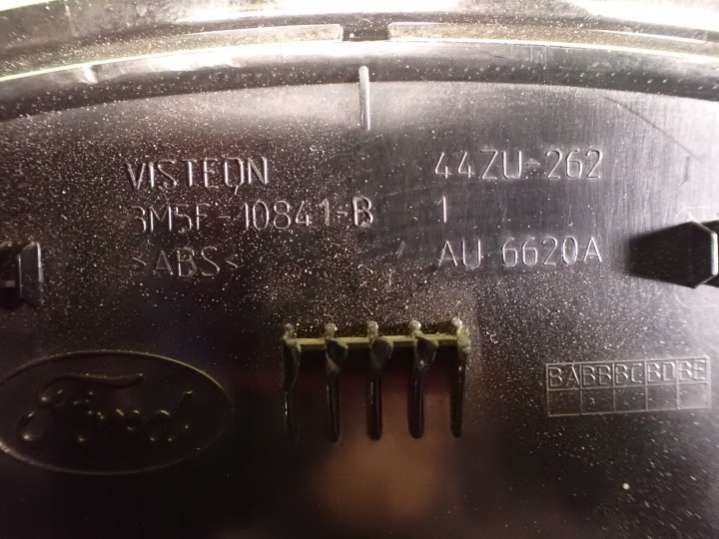 VISTEON
3M5F-10841-B
>ABS<
44ZU-262
1
AU 6620A
Ford
BA BB BC BD BE